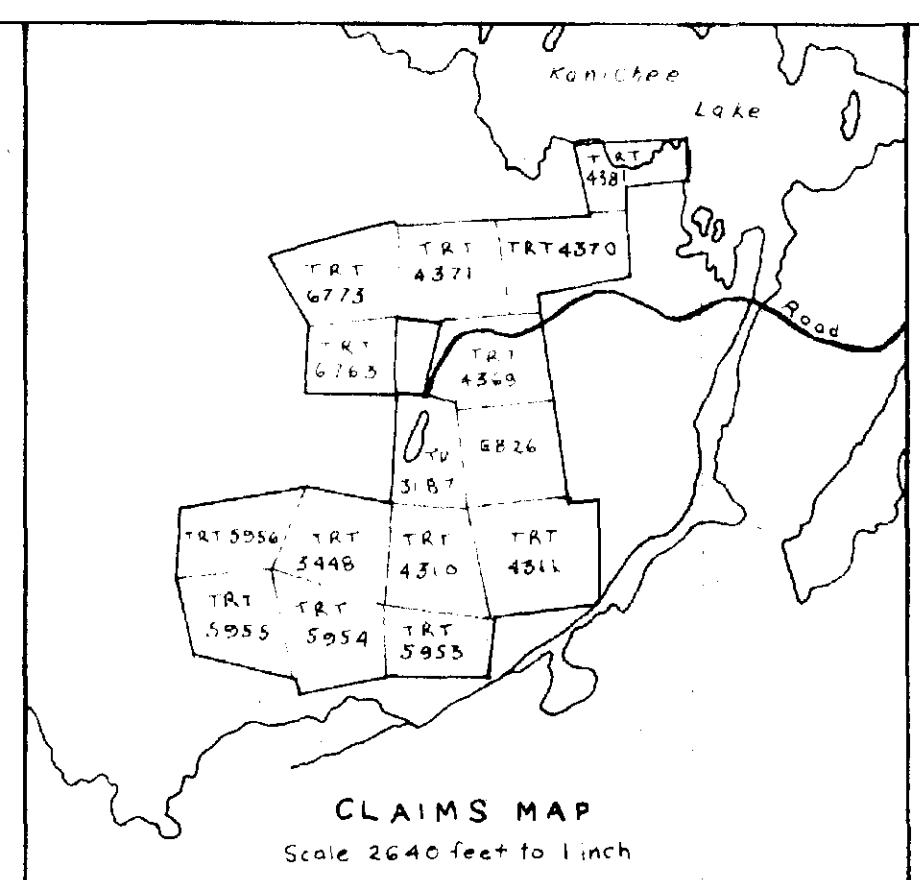 Kanichee
Lake
TRT
4381
TRT
4371
TRT 4370
TRT
6773
Road
TRT
6763
TRT
4369
EB26
TU
3187
TRT 5956
TRT
3448
TRT
4310
TRT
4311
TRT
5955
TRT
5954
TRT
5953
CLAIMS MAP
Scale 2640 feet to 1 inch